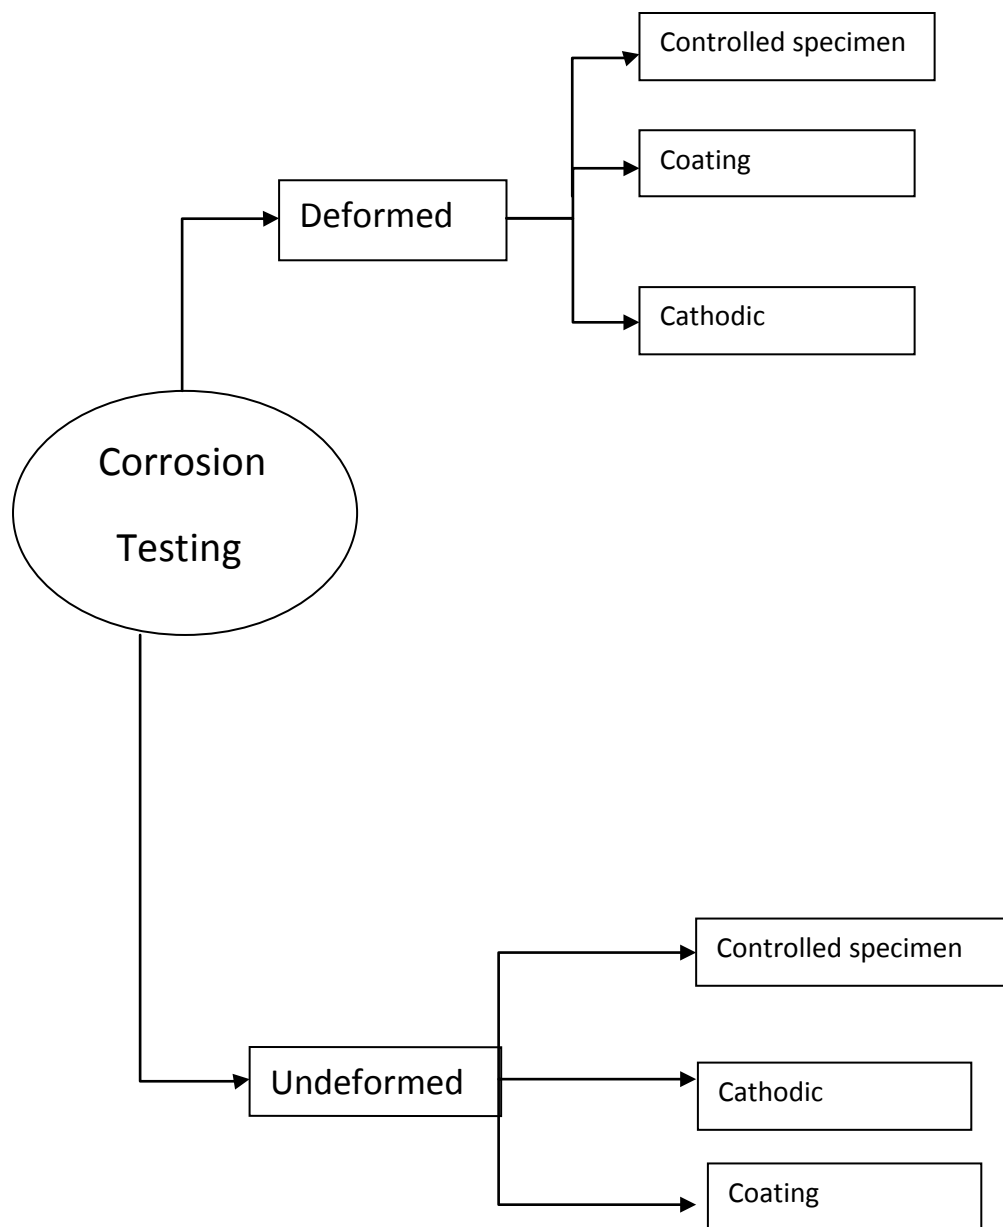 Controlled specimen
Coating
Deformed
Cathodic
Corrosion
Testing
Controlled specimen
Undeformed
Cathodic
Coating